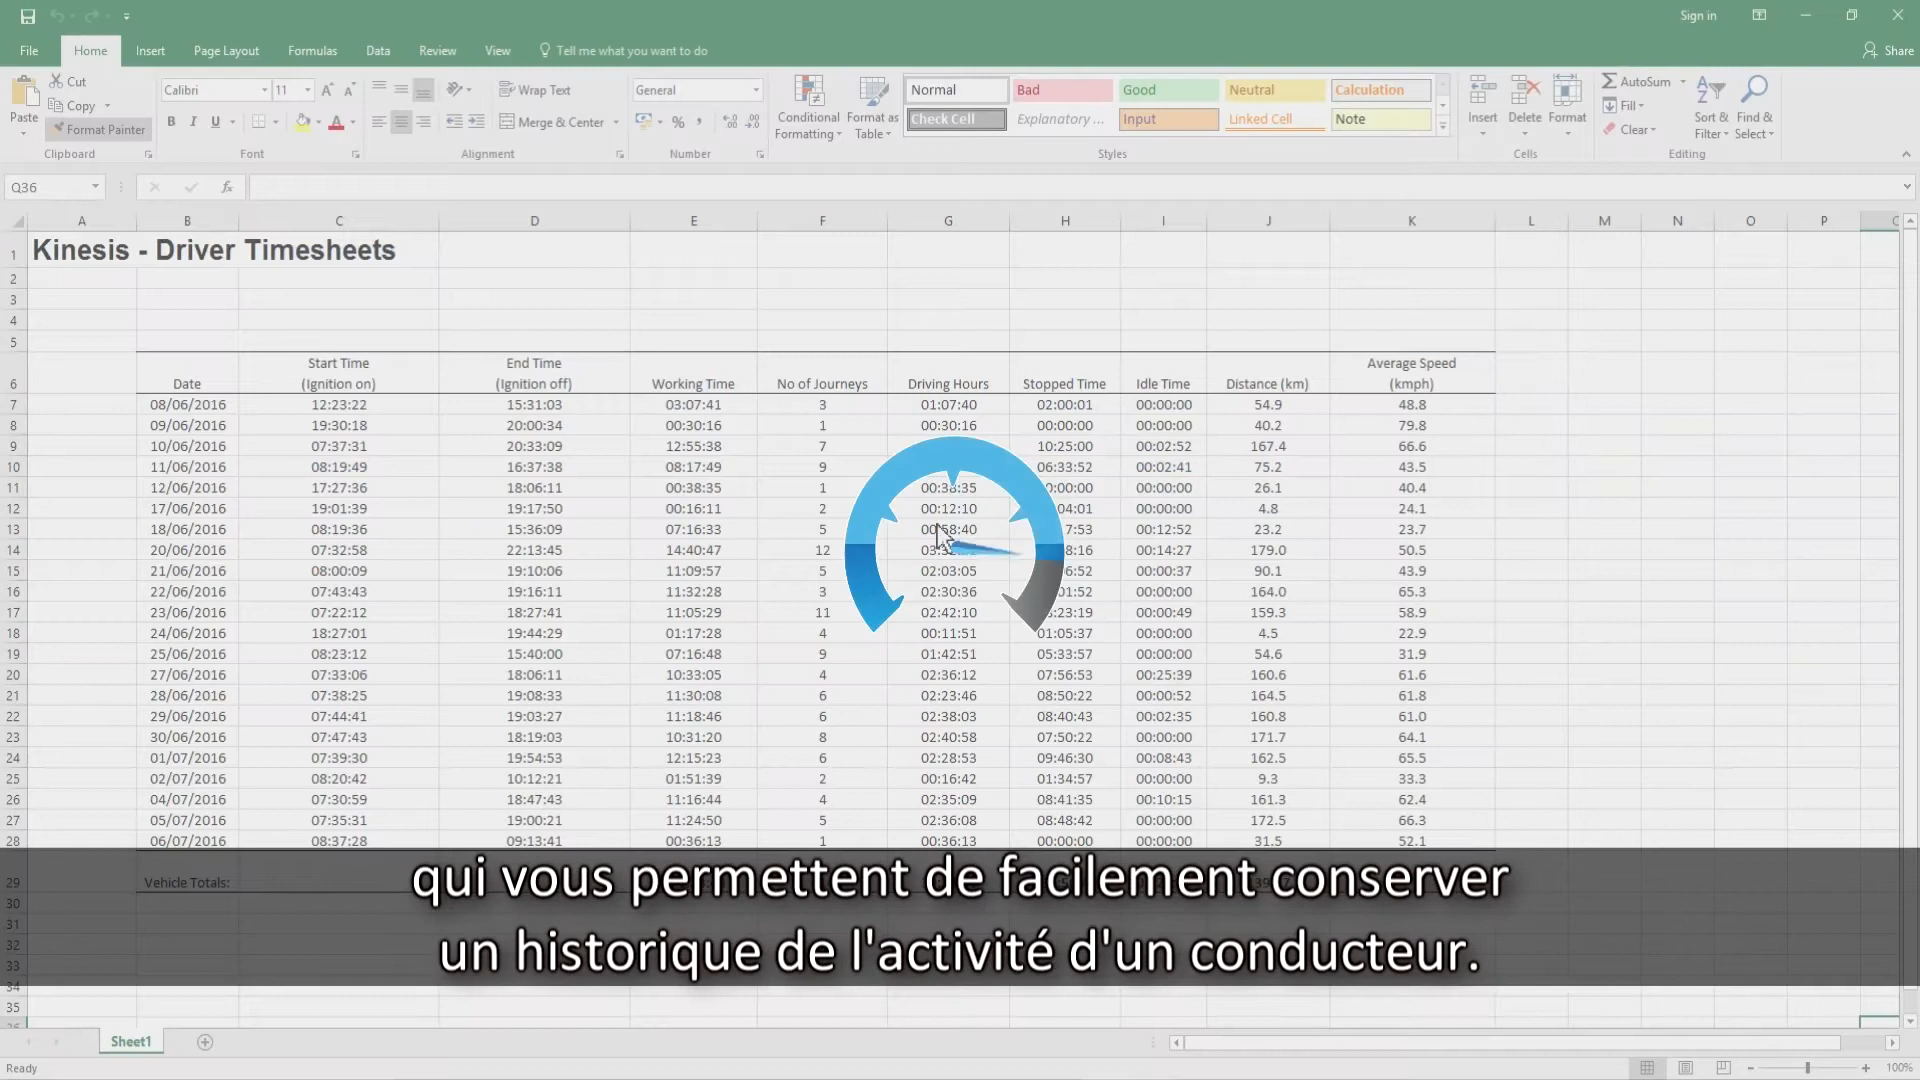 Sign in
File Home Insert Page Layout Formulas Data Review View Tell me what you want to do Share
Paste Cut Copy Format Painter
Clipboard
Calibri 11
B I U
Font
Wrap Text
Merge & Center
Alignment
General
%
Number
Conditional Formatting
Format as Table
Normal Bad Good Neutral Calculation
Check Cell Explanatory ... Input Linked Cell Note
Styles
Insert Delete Format
Cells
AutoSum
Fill
Clear
Sort & Filter
Find & Select
Editing
Q36 fx
A B C D E F G H I J K L M N O P
1 Kinesis - Driver Timesheets
2
3
4
5
Start Time End Time Average Speed
6 Date (Ignition on) (Ignition off) Working Time No of Journeys Driving Hours Stopped Time Idle Time Distance (km) (kmph)
7 08/06/2016 12:23:22 15:31:03 03:07:41 3 01:07:40 02:00:01 00:00:00 54.9 48.8
8 09/06/2016 19:30:18 20:00:34 00:30:16 1 00:30:16 00:00:00 00:00:00 40.2 79.8
9 10/06/2016 07:37:31 20:33:09 12:55:38 7 10:25:00 00:02:52 167.4 66.6
10 11/06/2016 08:19:49 16:37:38 08:17:49 9 06:33:52 00:02:41 75.2 43.5
11 12/06/2016 17:27:36 18:06:11 00:38:35 1 00:38:35 00:00:00 26.1 40.4
12 17/06/2016 19:01:39 19:17:50 00:16:11 2 00:12:10 04:01 00:00:00 4.8 24.1
13 18/06/2016 08:19:36 15:36:09 07:16:33 5 00:58:40 7:53 00:12:52 23.2 23.7
14 20/06/2016 07:32:58 22:13:45 14:40:47 12 8:16 00:14:27 179.0 50.5
15 21/06/2016 08:00:09 19:10:06 11:09:57 5 02:03:05 6:52 00:00:37 90.1 43.9
16 22/06/2016 07:43:43 19:16:11 11:32:28 3 02:30:36 01:52 00:00:00 164.0 65.3
17 23/06/2016 07:22:12 18:27:41 11:05:29 11 02:42:10 23:19 00:00:49 159.3 58.9
18 24/06/2016 18:27:01 19:44:29 01:17:28 4 00:11:51 01:05:37 00:00:00 4.5 22.9
19 25/06/2016 08:23:12 15:40:00 07:16:48 9 01:42:51 05:33:57 00:00:00 54.6 31.9
20 27/06/2016 07:33:06 18:06:11 10:33:05 4 02:36:12 07:56:53 00:25:39 160.6 61.6
21 28/06/2016 07:38:25 19:08:33 11:30:08 6 02:23:46 08:50:22 00:00:52 164.5 61.8
22 29/06/2016 07:44:41 19:03:27 11:18:46 6 02:38:03 08:40:43 00:02:35 160.8 61.0
23 30/06/2016 07:47:43 18:19:03 10:31:20 8 02:40:58 07:50:22 00:00:00 171.7 64.1
24 01/07/2016 07:39:30 19:54:53 12:15:23 6 02:28:53 09:46:30 00:08:43 162.5 65.5
25 02/07/2016 08:20:42 10:12:21 01:51:39 2 00:16:42 01:34:57 00:00:00 9.3 33.3
26 04/07/2016 07:30:59 18:47:43 11:16:44 4 02:35:09 08:41:35 00:10:15 161.3 62.4
27 05/07/2016 07:35:31 19:00:21 11:24:50 5 02:36:08 08:48:42 00:00:00 172.5 66.3
28 06/07/2016 08:37:28 09:13:41 00:36:13 1 00:36:13 00:00:00 00:00:00 31.5 52.1
29 Vehicle Totals:
qui vous permettent de facilement conserver
un historique de l'activité d'un conducteur.
30
31
32
33
34
35
Sheet1
Ready 100%